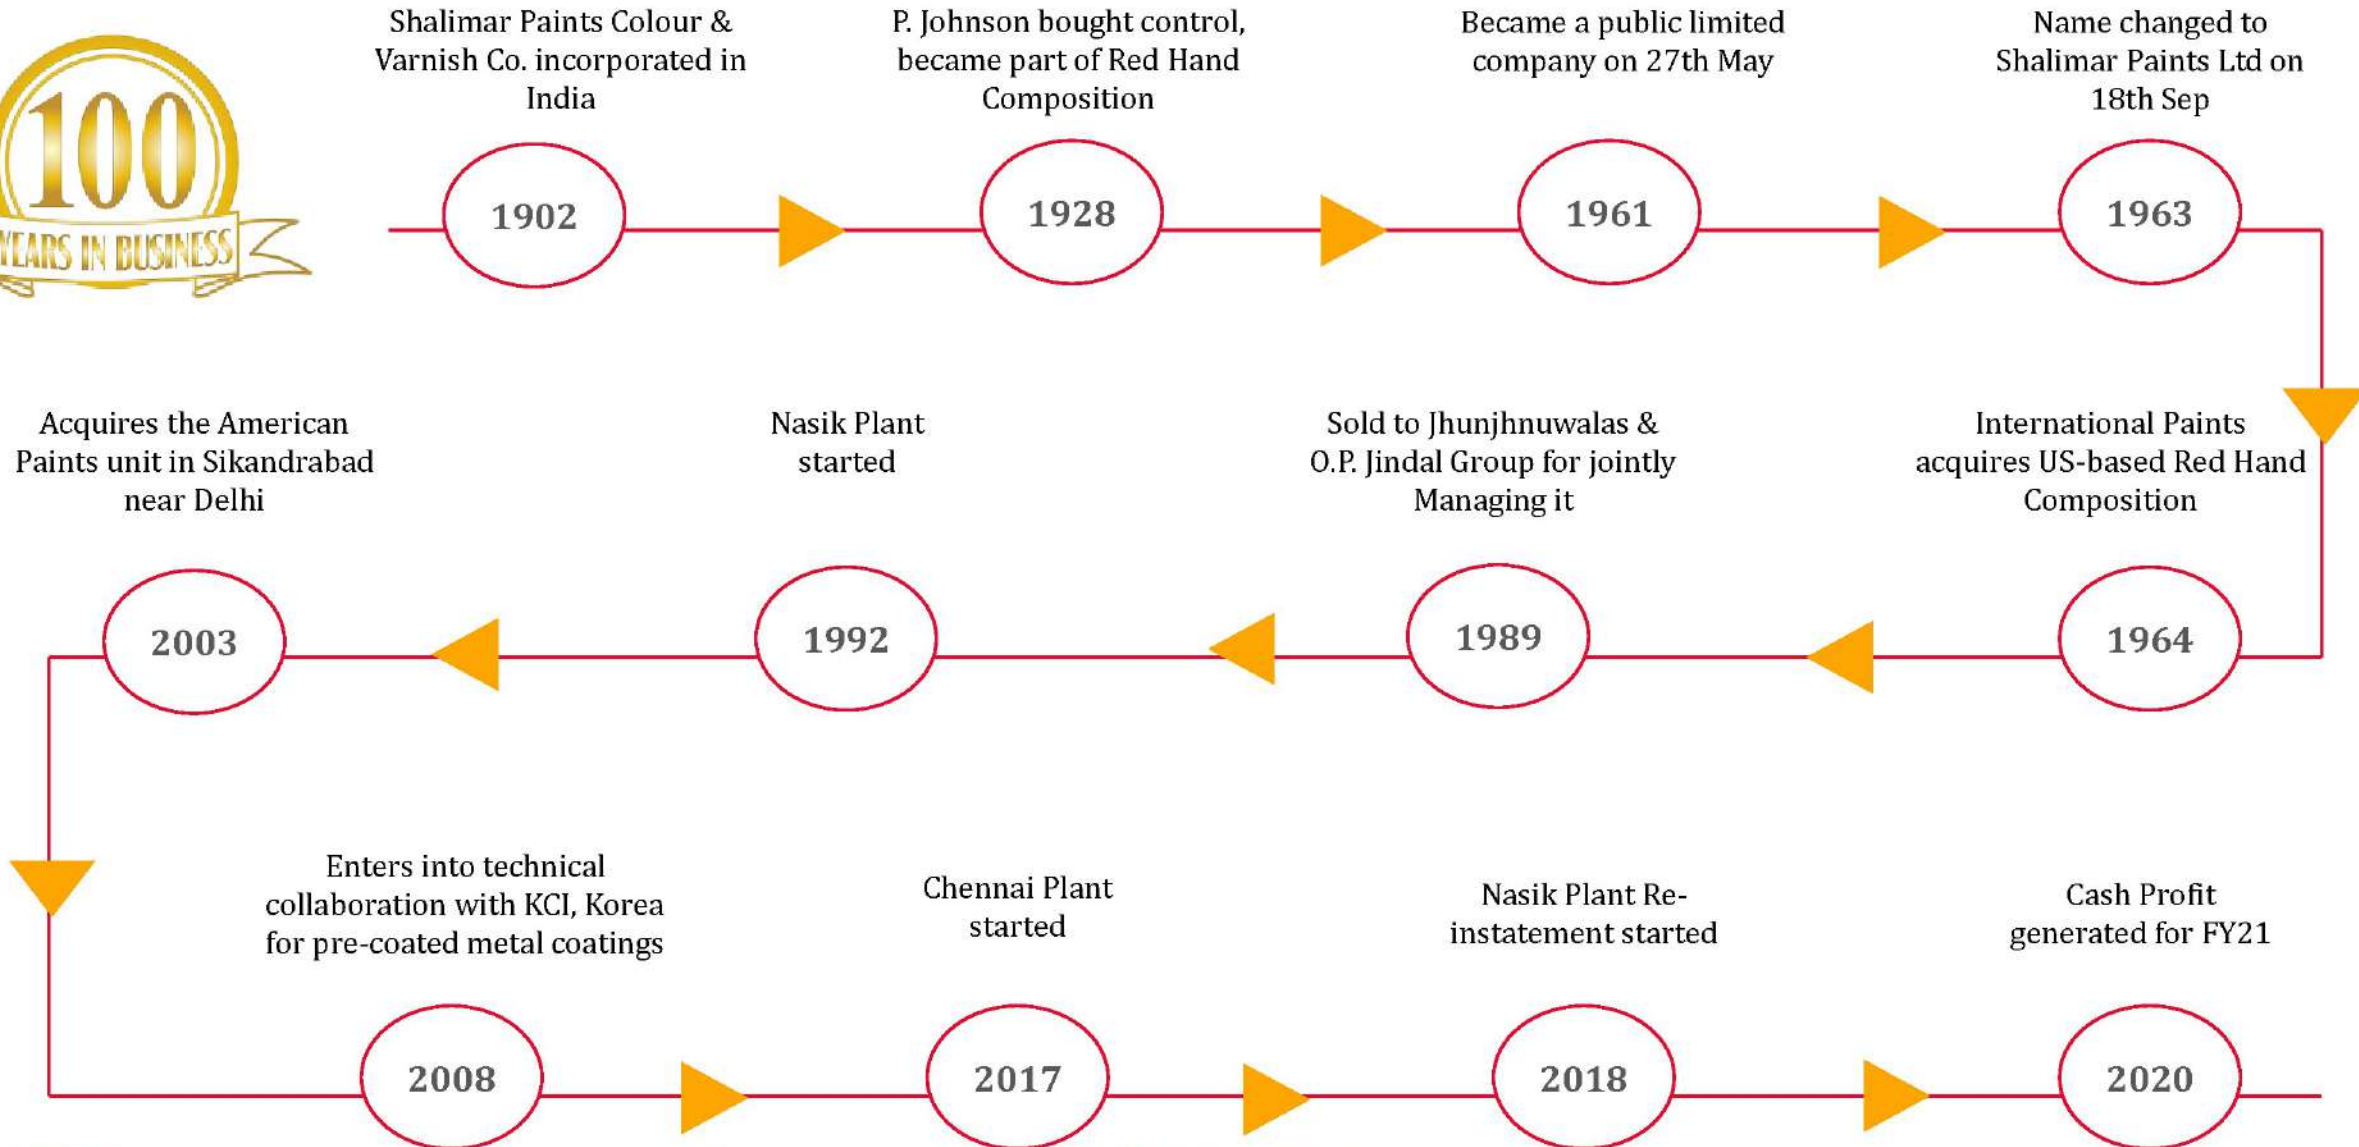 100
YEARS IN BUSINESS
Shalimar Paints Colour &
Varnish Co. incorporated in
India
1902
P. Johnson bought control,
became part of Red Hand
Composition
1928
Became a public limited
company on 27th May
1961
Name changed to
Shalimar Paints Ltd on
18th Sep
1963
International Paints
acquires US-based Red Hand
Composition
1964
Sold to Jhunjhnuwalas &
O.P. Jindal Group for jointly
Managing it
1989
Nasik Plant
started
1992
Acquires the American
Paints unit in Sikandrabad
near Delhi
2003
Enters into technical
collaboration with KCI, Korea
for pre-coated metal coatings
2008
Chennai Plant
started
2017
Nasik Plant Re-
instatement started
2018
Cash Profit
generated for FY21
2020